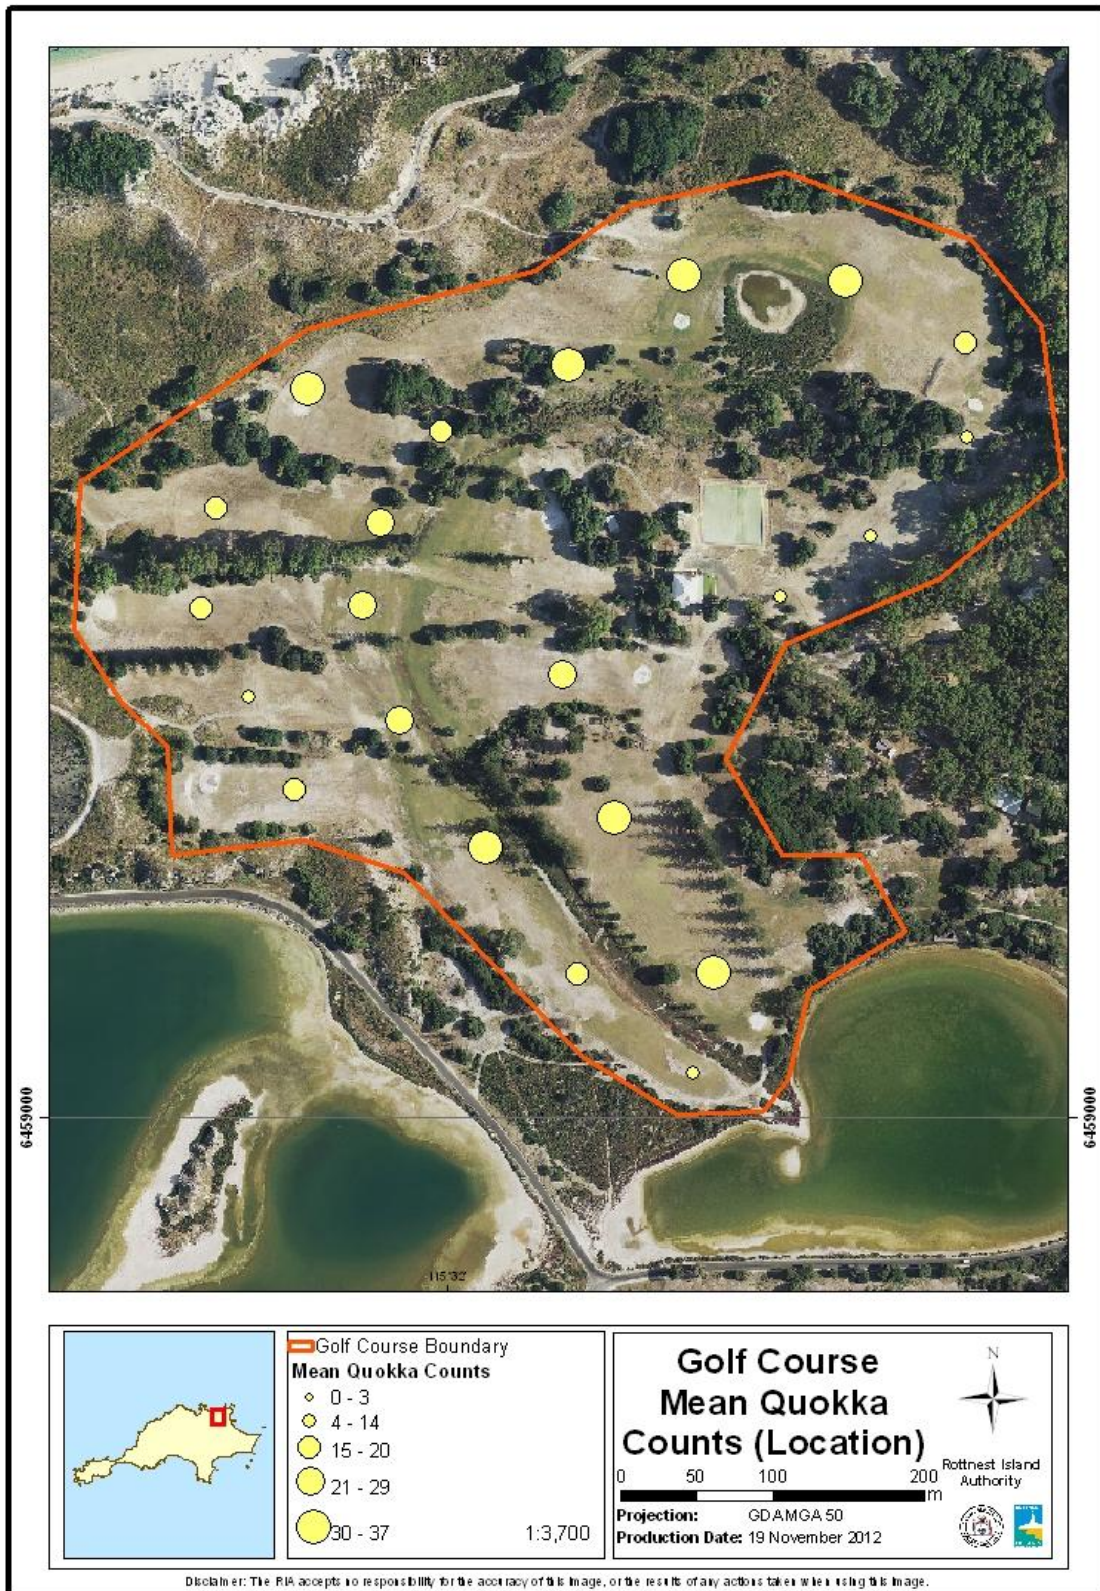 115°32'
6459000
6459000
115°32'
Golf Course Boundary
Mean Quokka Counts
0 - 3
4 - 14
15 - 20
21 - 29
30 - 37
1:3,700
Golf Course
Mean Quokka
Counts (Location)
N
Rottnest Island
Authority
0 50 100 200
m
Projection: GDAMGA 50
Production Date: 19 November 2012
Disclaimer: The RIA accepts no responsibility for the accuracy of this image, or the results of any actions taken when using this image.